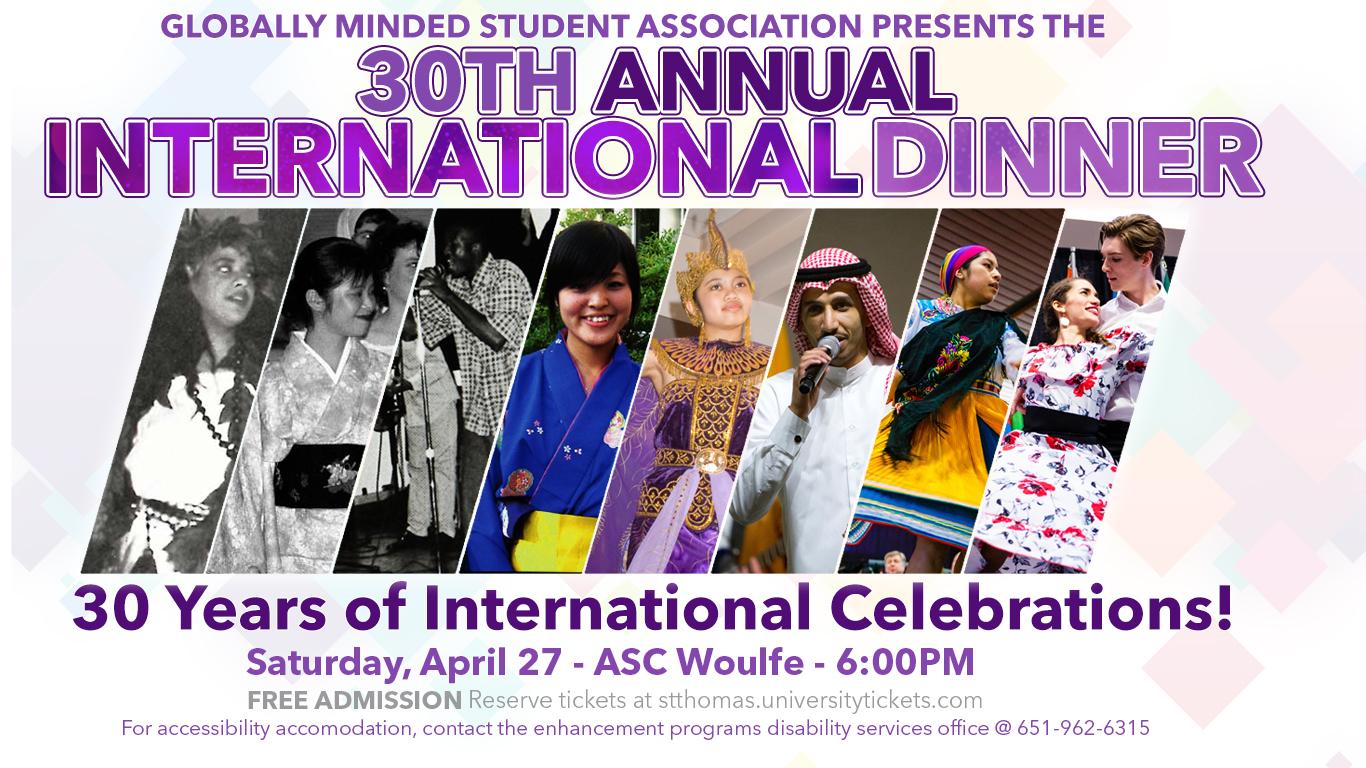 GLOBALLY MINDED STUDENT ASSOCIATION PRESENTS THE
30TH ANNUAL
INTERNATIONAL DINNER
30 Years of International Celebrations!
Saturday, April 27 - ASC Woulfe - 6:00PM
FREE ADMISSION Reserve tickets at stthomas.universitytickets.com
For accessibility accomodation, contact the enhancement programs disability services office @ 651-962-6315